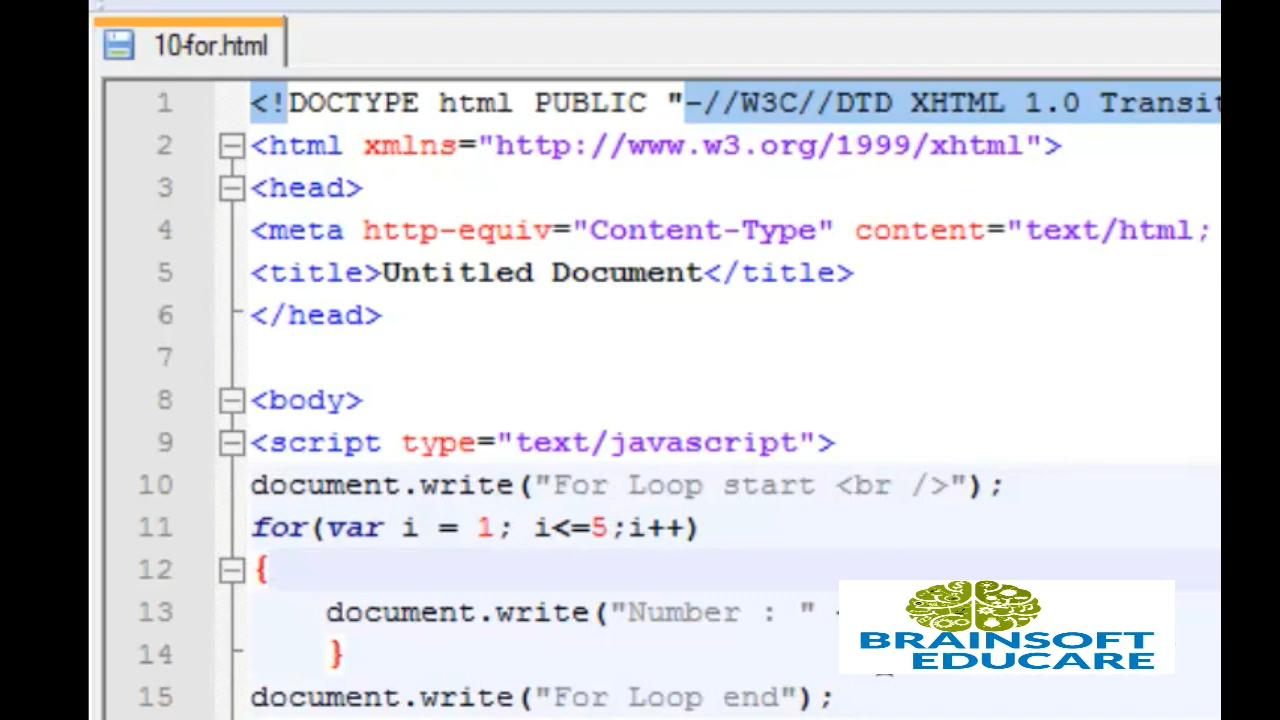 10-for.html
1 <!DOCTYPE html PUBLIC "-//W3C//DTD XHTML 1.0 Transit
2 <html xmlns="http://www.w3.org/1999/xhtml">
3 <head>
4 <meta http-equiv="Content-Type" content="text/html;
5 <title>Untitled Document</title>
6 </head>
7
8 <body>
9 <script type="text/javascript">
10 document.write("For Loop start <br />");
11 for(var i = 1; i<=5;i++)
12 {
13 document.write("Number : "
14 }
15 document.write("For Loop end");
BRAINSOFT
EDUCARE